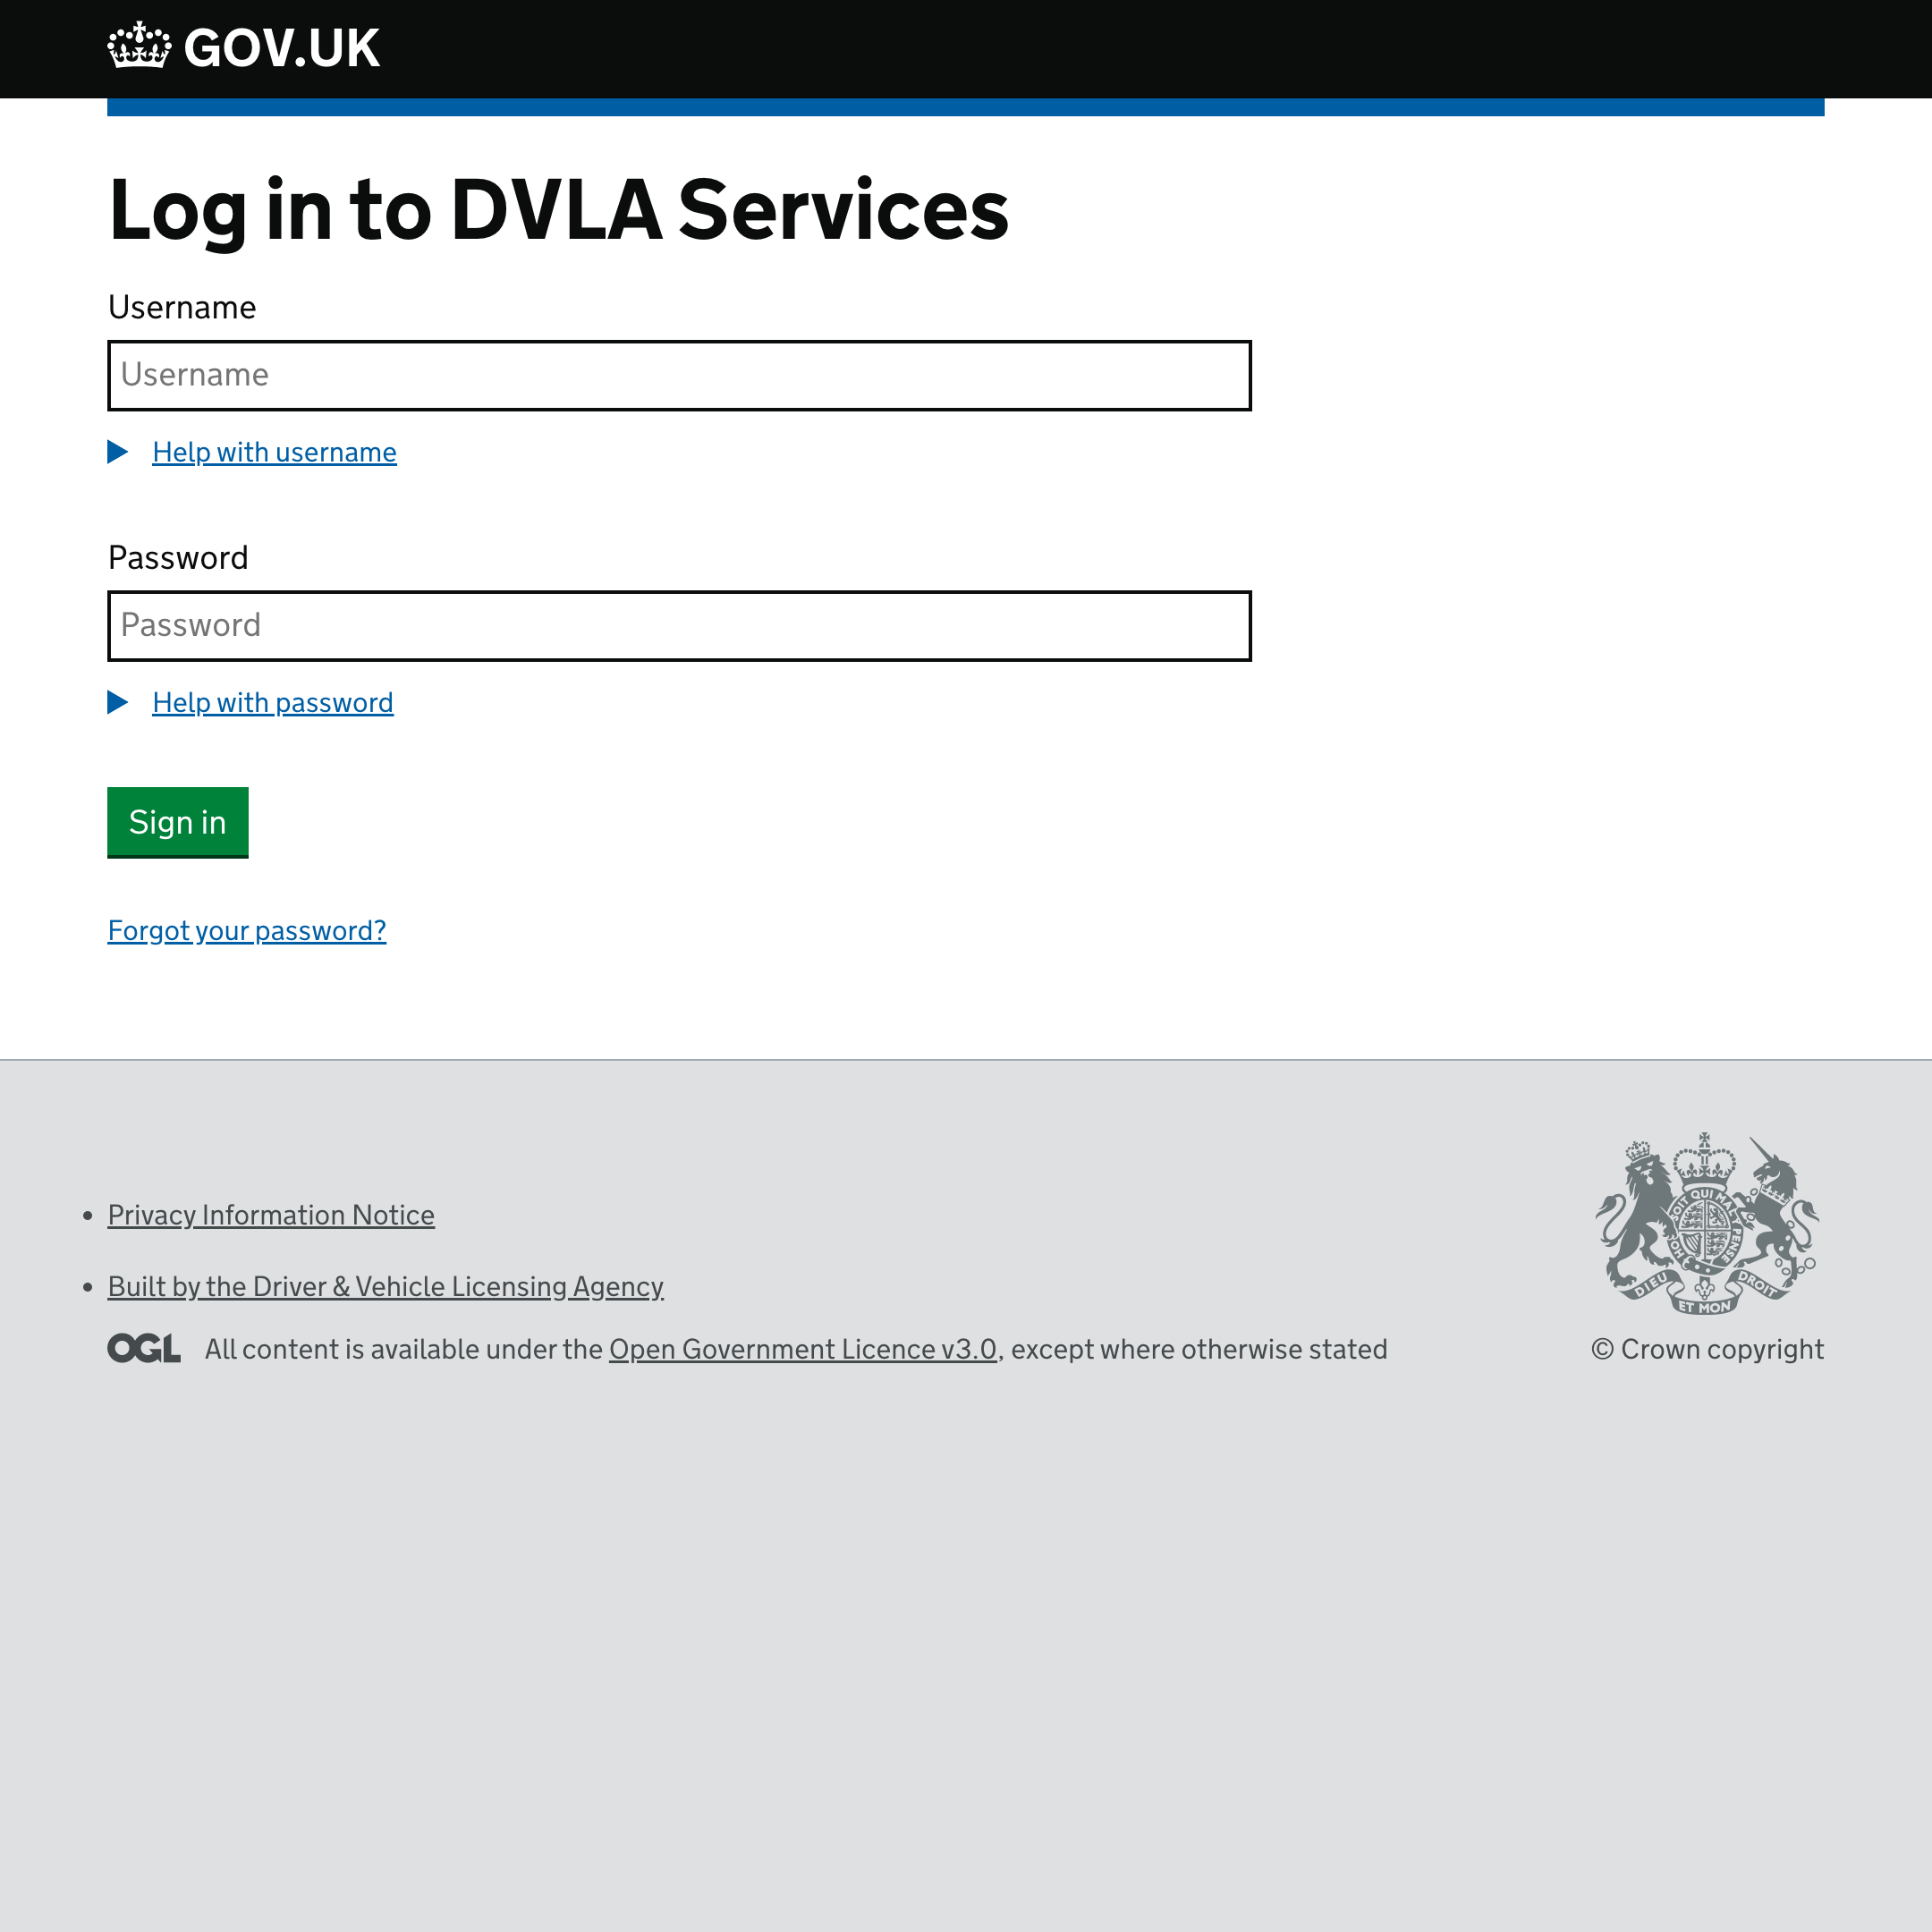 GOV.UK
Log in to DVLA Services
Username
Username
Help with username
Password
Password
Help with password
Sign in
Forgot your password?
Privacy Information Notice
Built by the Driver & Vehicle Licensing Agency
OGL All content is available under the Open Government Licence v3.0, except where otherwise stated
SOIT QUI MAL Y PENSE
DIEU ET MON DROIT
© Crown copyright